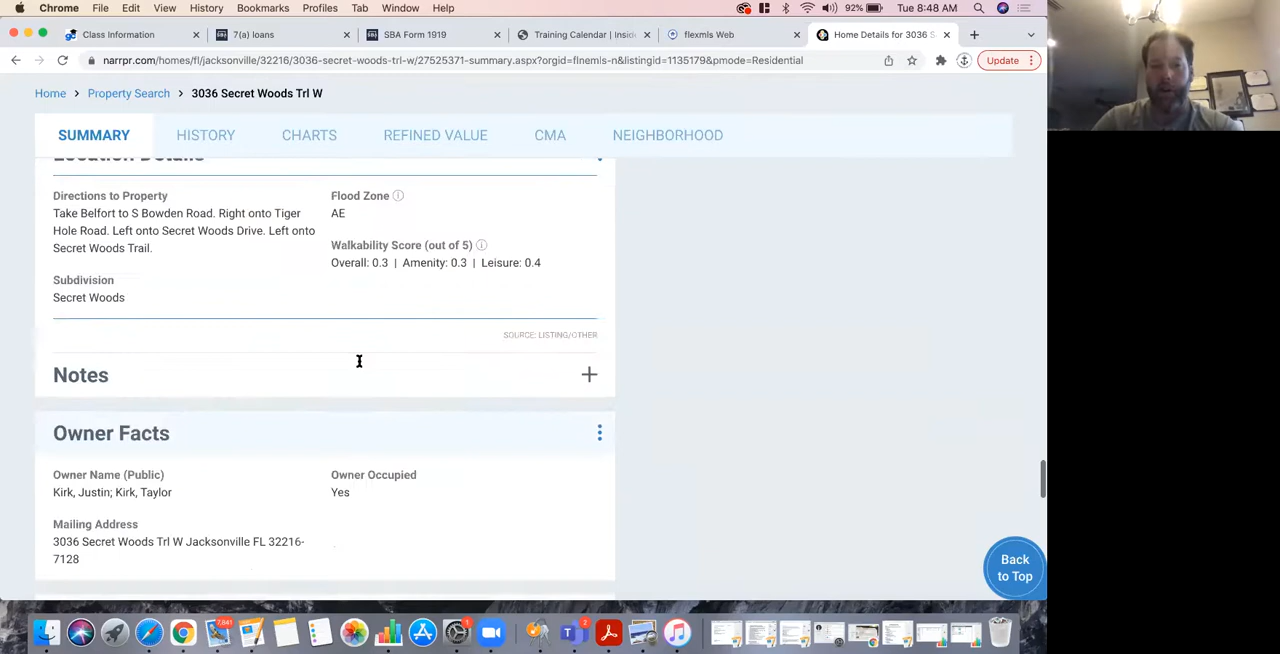 Chrome File Edit View History Bookmarks Profiles Tab Window Help 92% Tue 8:48 AM
Class Information 7(a) loans SBA Form 1919 Training Calendar | Insid flexmls Web Home Details for 3036 S
narrpr.com/homes/fl/jacksonville/32216/3036-secret-woods-trl-w/27525371-summary.aspx?orgid=flnemls-n&listingid=1135179&pmode=Residential Update
Home > Property Search > 3036 Secret Woods Trl W
SUMMARY HISTORY CHARTS REFINED VALUE CMA NEIGHBORHOOD
Location Details
Directions to Property
Take Belfort to S Bowden Road. Right onto Tiger
Hole Road. Left onto Secret Woods Drive. Left onto
Secret Woods Trail.
Subdivision
Secret Woods
Flood Zone
AE
Walkability Score (out of 5)
Overall: 0.3 | Amenity: 0.3 | Leisure: 0.4
SOURCE: LISTING/OTHER
Notes
Owner Facts
Owner Name (Public)
Kirk, Justin; Kirk, Taylor
Owner Occupied
Yes
Mailing Address
3036 Secret Woods Trl W Jacksonville FL 32216-
7128
Back
to Top
7,841
1
2